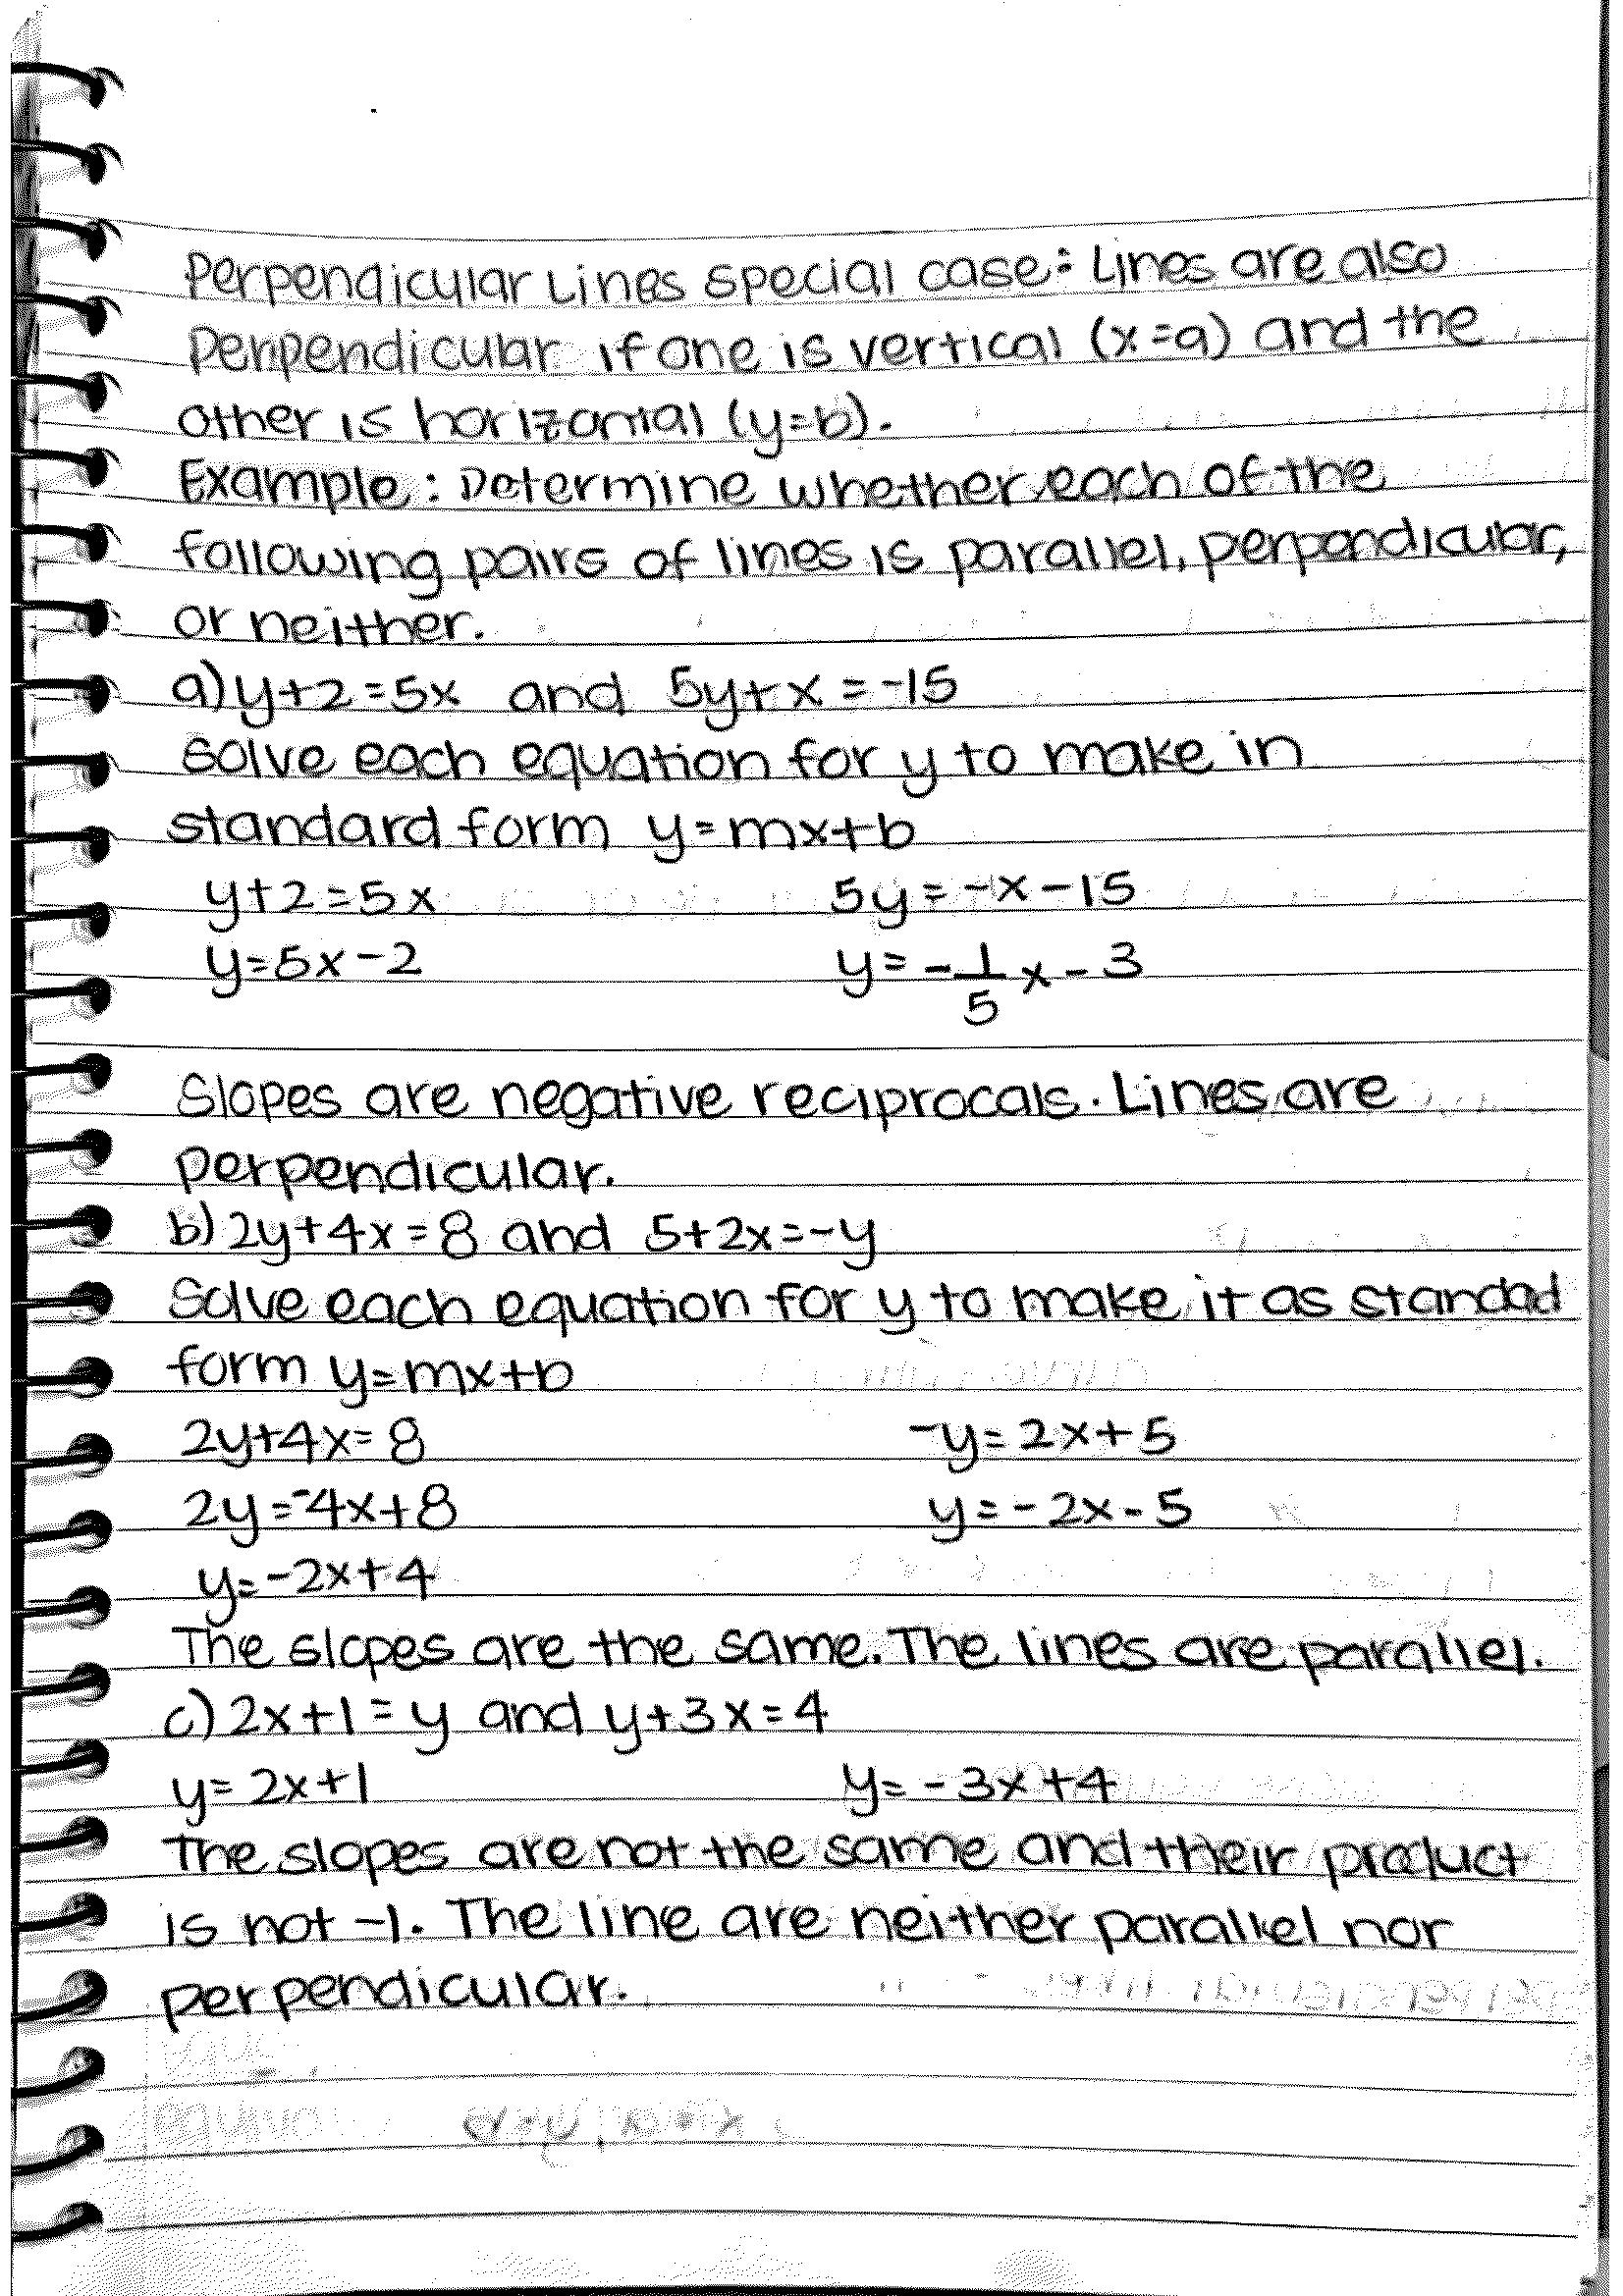 Perpendicular Lines special case: Lines are also
Perpendicular if one is vertical (x=a) and the
other is horizontal (y=b).
Example: Determine whether each of the
following pairs of lines is parallel, perpendicular,
or neither.
a) y+2=5x and 5y+x=-15
Solve each equation for y to make in
standard form y=mx+b
y+2=5x 5y=-x-15
y=5x-2 y=-1/5 x-3
Slopes are negative reciprocals. Lines are
perpendicular.
b) 2y+4x=8 and 5+2x=-y
Solve each equation for y to make it as standad
form y=mx+b
2y+4x=8 -y=2x+5
2y=-4x+8 y=-2x-5
y=-2x+4
The slopes are the same. The lines are parallel.
c) 2x+1=y and y+3x=4
y=2x+1 y=-3x+4
The slopes are not the same and their product
is not -1. The line are neither parallel nor
perpendicular.